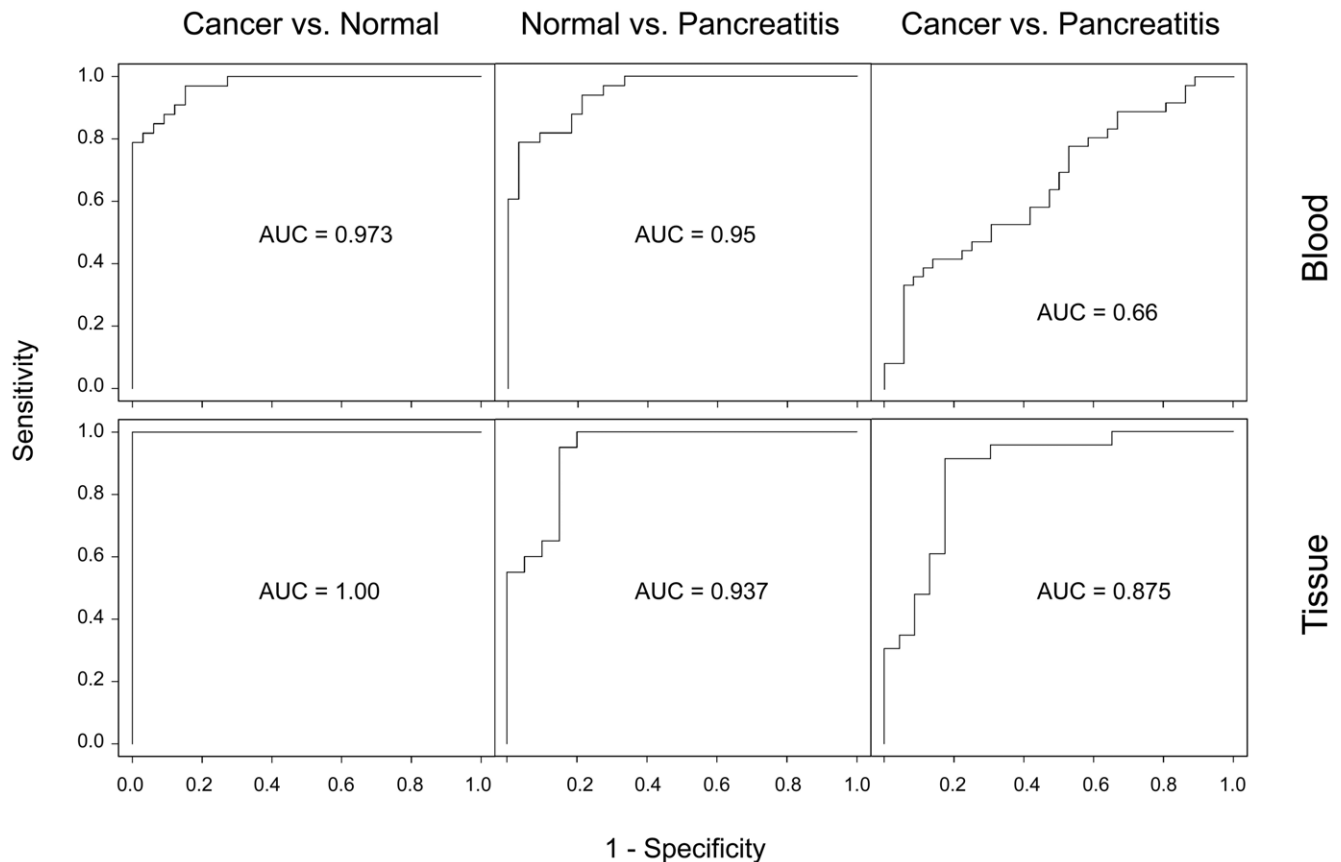 Cancer vs. Normal
Normal vs. Pancreatitis
Cancer vs. Pancreatitis
1.0
0.8
0.6
0.4
0.2
0.0
AUC = 0.973
AUC = 0.95
AUC = 0.66
Blood
Sensitivity
1.0
0.8
0.6
0.4
0.2
0.0
AUC = 1.00
AUC = 0.937
AUC = 0.875
Tissue
0.0 0.2 0.4 0.6 0.8 1.0
0.2 0.4 0.6 0.8 1.0
0.2 0.4 0.6 0.8 1.0
1 - Specificity